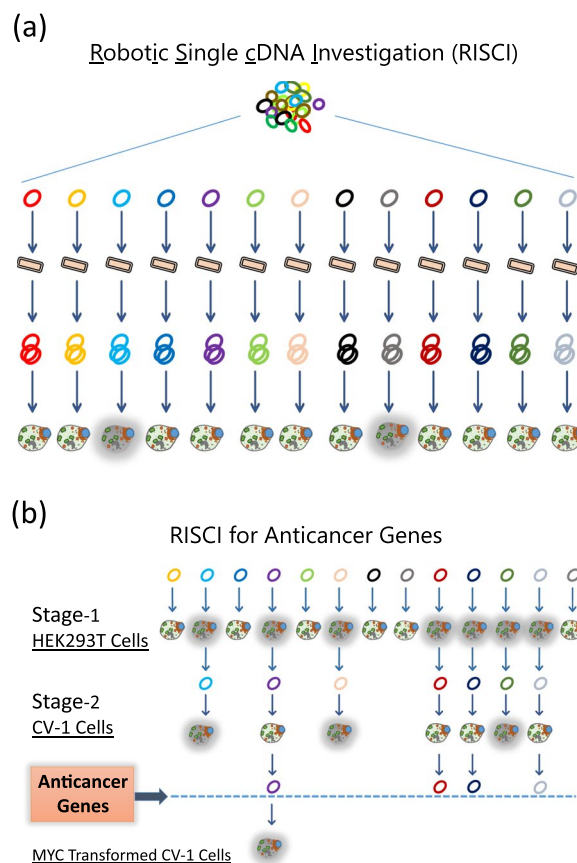 (a)
Robotic Single cDNA Investigation (RISCI)
(b)
RISCI for Anticancer Genes
Stage-1
HEK293T Cells
Stage-2
CV-1 Cells
Anticancer
Genes
MYC Transformed CV-1 Cells